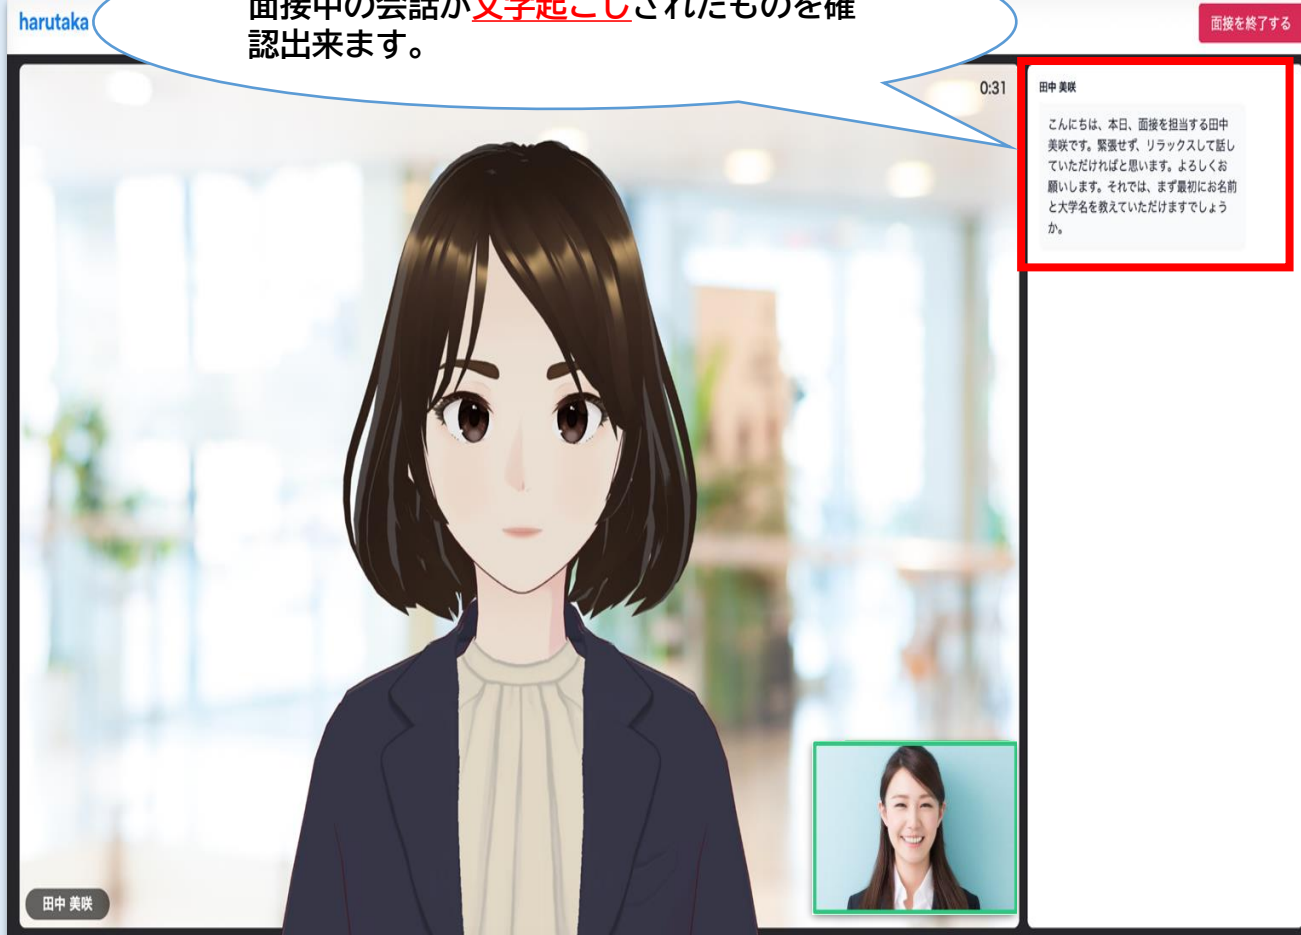 面接中の会話が文字起こしされたものを確
認出来ます。
harutaka
面接を終了する
0:31
田中 美咲
こんにちは、本日、面接を担当する田中
美咲です。緊張せず、リラックスして話し
ていただければと思います。よろしくお
願いします。それでは、まず最初にお名前
と大学名を教えていただけますでしょう
か。
田中 美咲